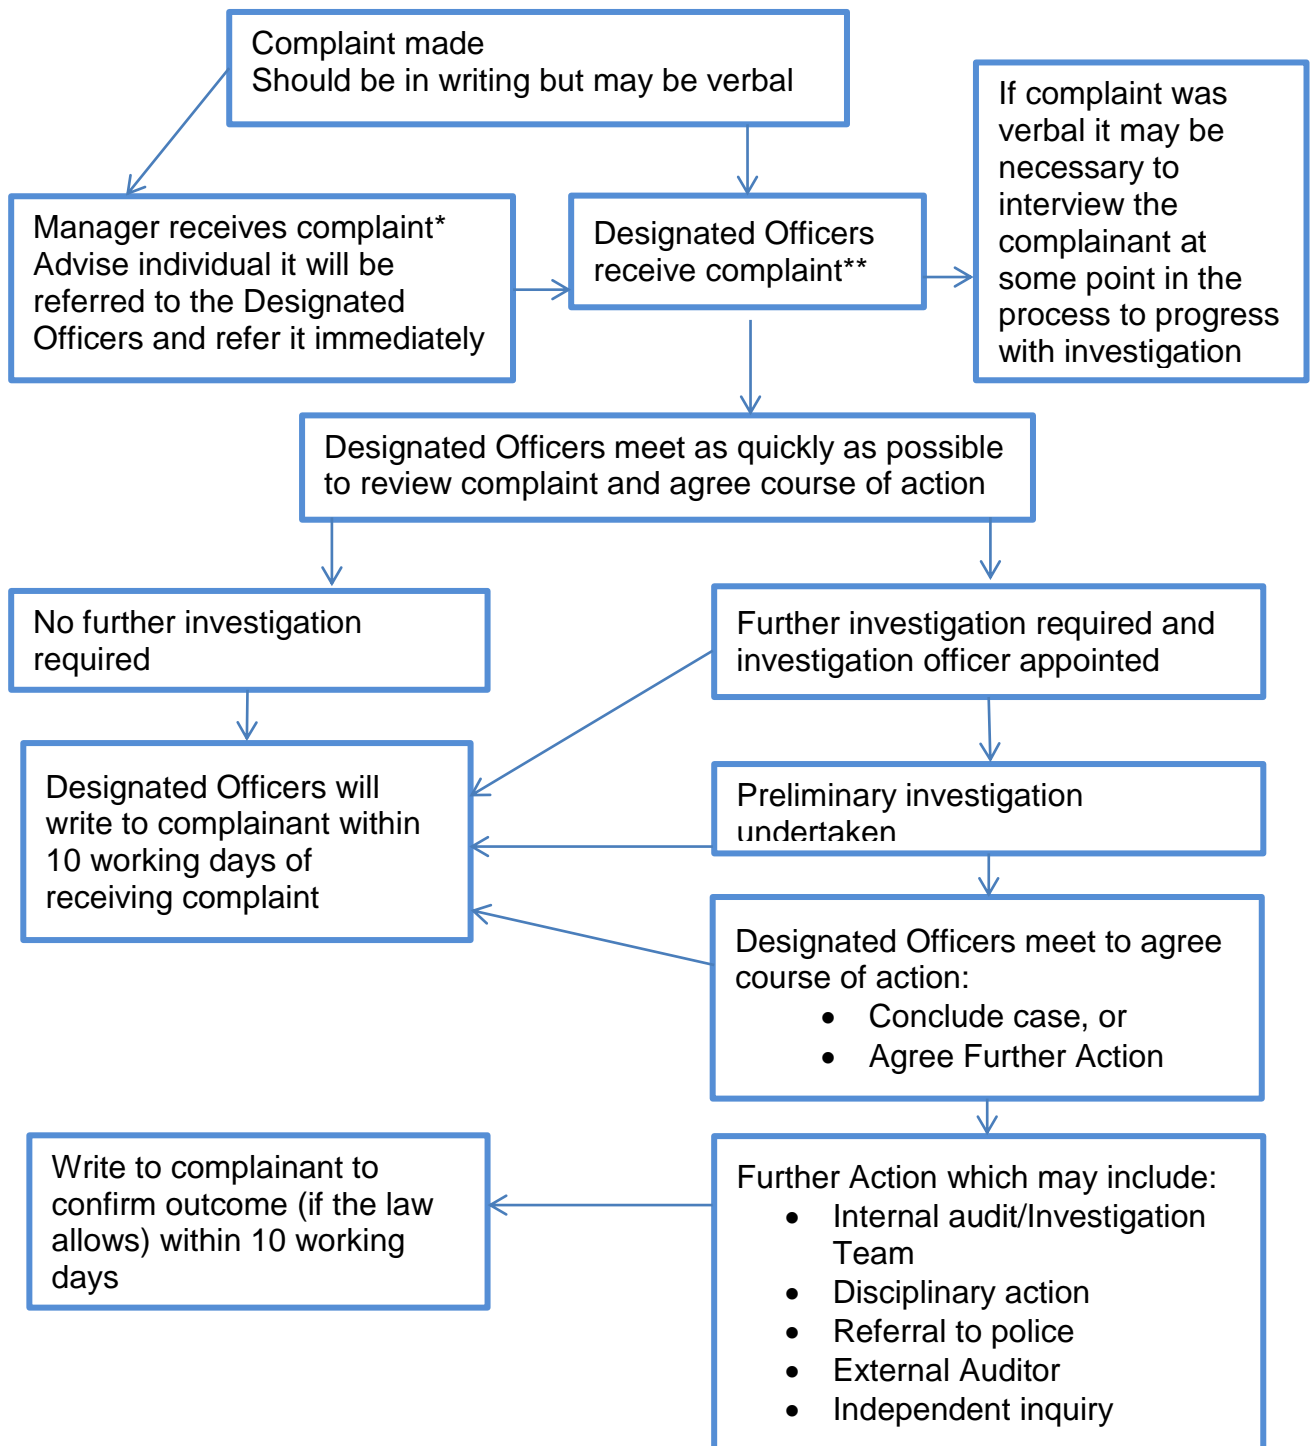 Complaint made
Should be in writing but may be verbal
If complaint was
verbal it may be
necessary to
interview the
complainant at
some point in the
process to progress
with investigation
Manager receives complaint*
Advise individual it will be
referred to the Designated
Officers and refer it immediately
Designated Officers
receive complaint**
Designated Officers meet as quickly as possible
to review complaint and agree course of action
No further investigation
required
Further investigation required and
investigation officer appointed
Designated Officers will
write to complainant within
10 working days of
receiving complaint
Preliminary investigation
undertaken
Designated Officers meet to agree
course of action:
• Conclude case, or
• Agree Further Action
Write to complainant to
confirm outcome (if the law
allows) within 10 working
days
Further Action which may include:
• Internal audit/Investigation
Team
• Disciplinary action
• Referral to police
• External Auditor
• Independent inquiry